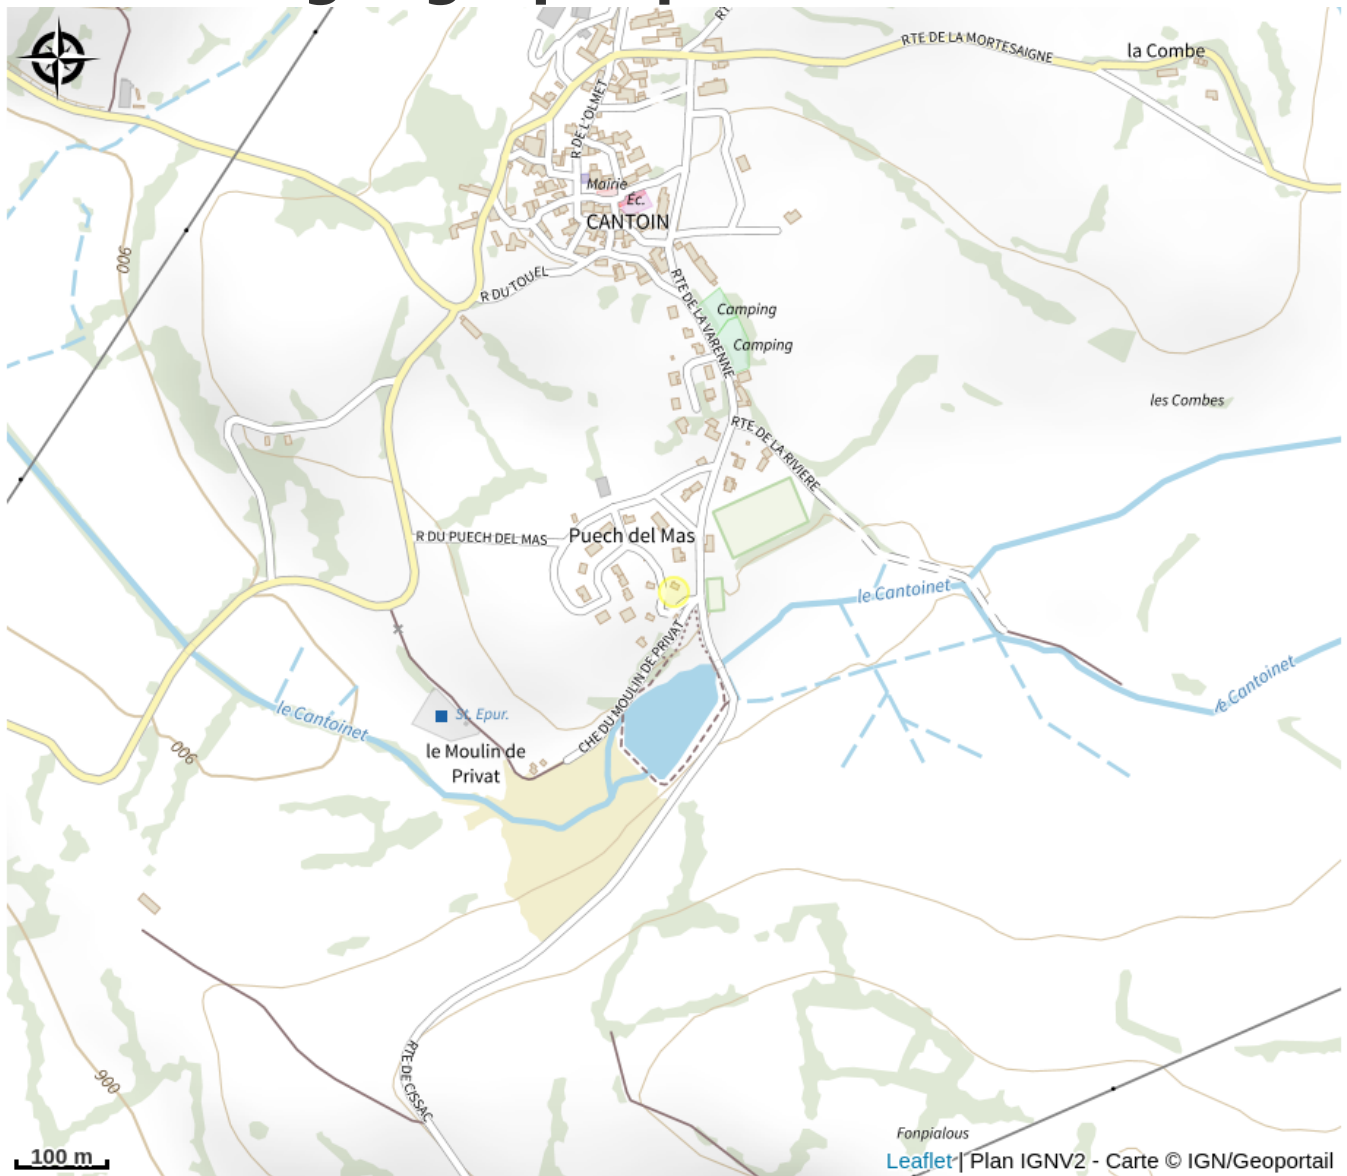 RTE DE LA MORTESAIGNE
la Combe
R DE L'OLMET
Mairie
Éc.
CANTOIN
900
R DU TOUEL
RTE DE LA VARENNE
Camping
Camping
les Combes
RTE DE LA RIVIERE
R DU PUECH DEL MAS
Puech del Mas
le Cantoinet
CHE DU MOULIN DE PRIVAT
le Cantoinet
le Cantoinet
St. Epur.
le Moulin de
Privat
900
900
RTE DE CISSAC
Fonpialous
100 m
Leaflet | Plan IGNV2 - Carte © IGN/Geoportail